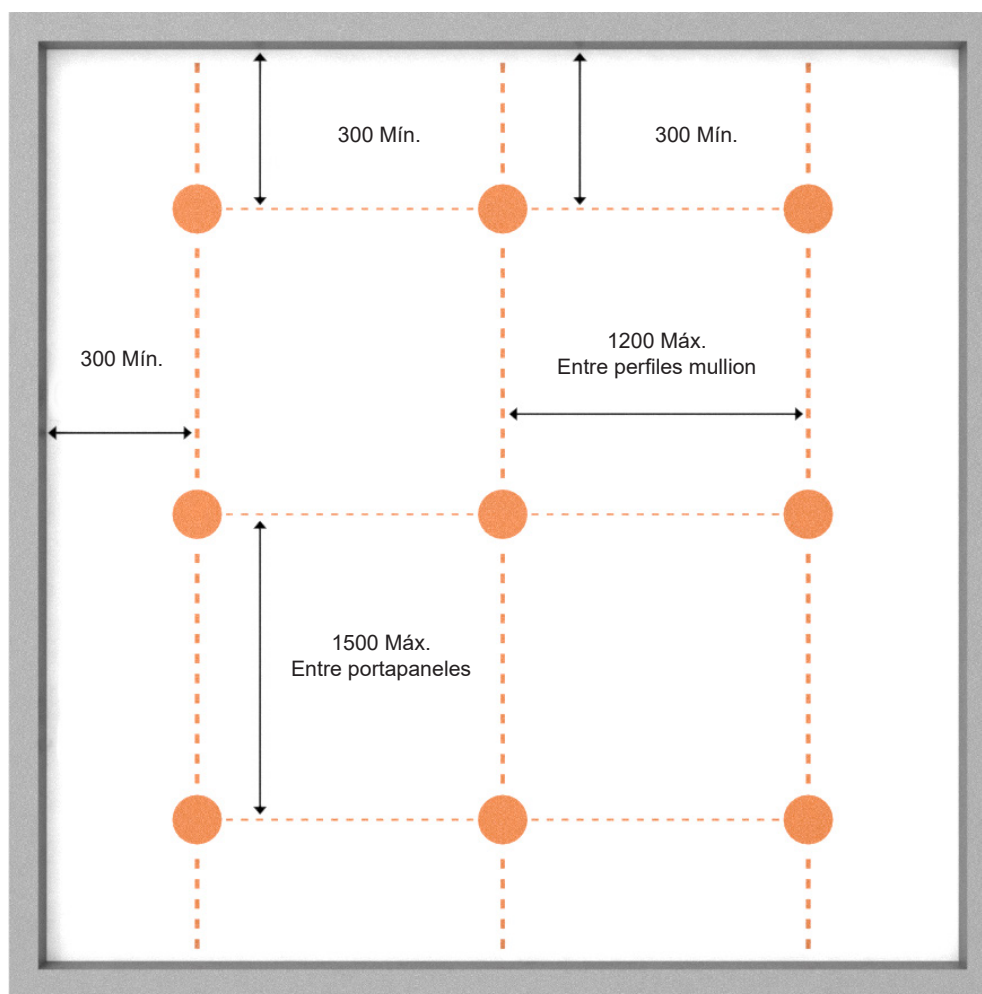 300 Mín.
300 Mín.
300 Mín.
1200 Máx.
Entre perfiles mullion
1500 Máx.
Entre portapaneles